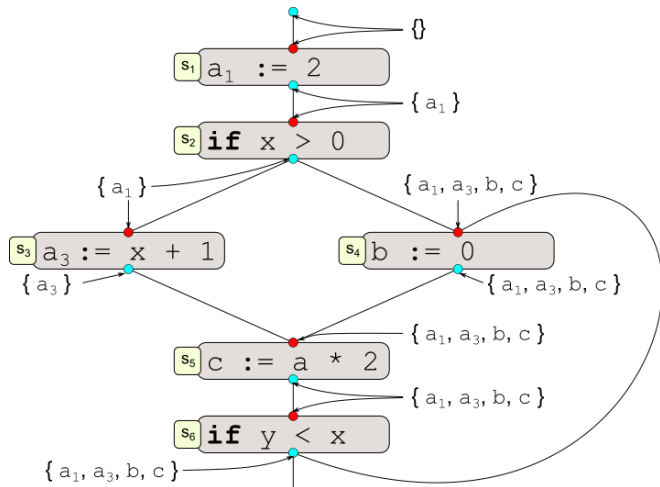 {}
s₁ a₁ := 2
{ a₁ }
s₂ if x > 0
{ a₁ }
{ a₁, a₃, b, c }
s₃ a₃ := x + 1
s₄ b := 0
{ a₃ }
{ a₁, a₃, b, c }
{ a₁, a₃, b, c }
s₅ c := a * 2
{ a₁, a₃, b, c }
s₆ if y < x
{ a₁, a₃, b, c }